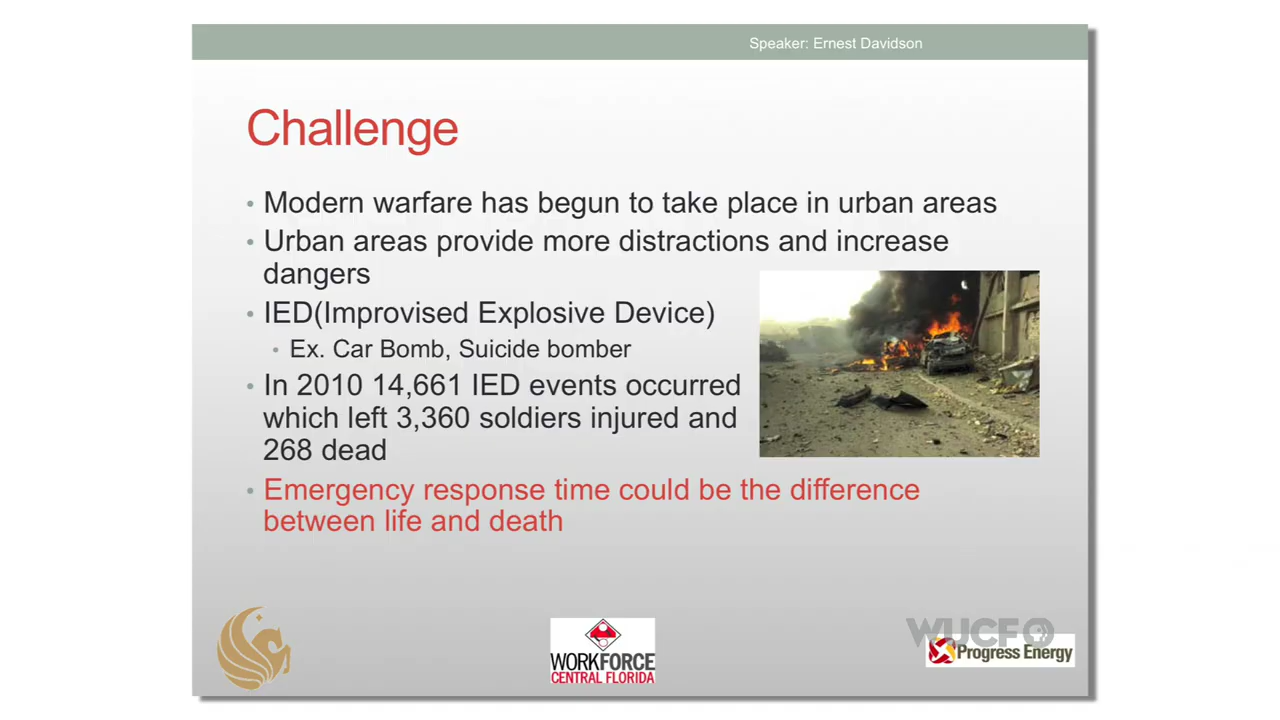 Speaker: Ernest Davidson
Challenge
• Modern warfare has begun to take place in urban areas
• Urban areas provide more distractions and increase
dangers
• IED(Improvised Explosive Device)
• Ex. Car Bomb, Suicide bomber
• In 2010 14,661 IED events occurred
which left 3,360 soldiers injured and
268 dead
• Emergency response time could be the difference
between life and death
WORKFORCE
CENTRAL FLORIDA
WUCF
Progress Energy